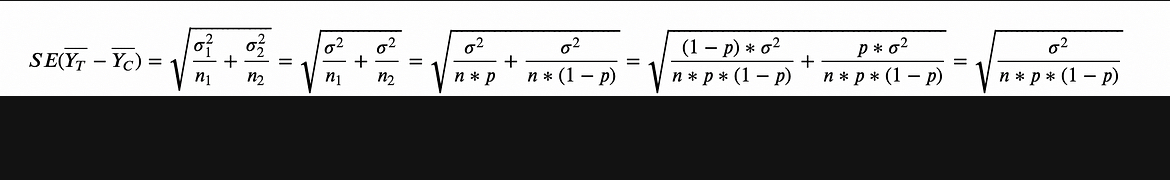 $SE(\overline{Y_T} - \overline{Y_C}) = \sqrt{\frac{\sigma_1^2}{n_1} + \frac{\sigma_2^2}{n_2}} = \sqrt{\frac{\sigma^2}{n_1} + \frac{\sigma^2}{n_2}} = \sqrt{\frac{\sigma^2}{n * p} + \frac{\sigma^2}{n * (1 - p)}} = \sqrt{\frac{(1 - p) * \sigma^2}{n * p * (1 - p)} + \frac{p * \sigma^2}{n * p * (1 - p)}} = \sqrt{\frac{\sigma^2}{n * p * (1 - p)}}$